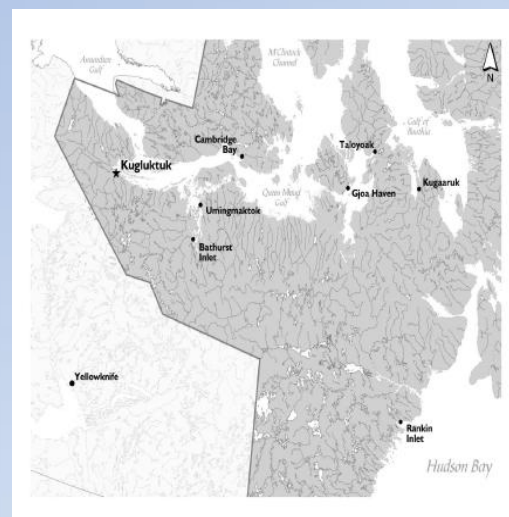 Amundsen
Gulf
M'Clintock
Channel
N
Gulf of
Boothia
Cambridge
Bay
Taloyoak
Kugluktuk
Queen Maud
Gulf
Gjoa Haven
Kugaaruk
Umingmaktok
Bathurst
Inlet
Yellowknife
Rankin
Inlet
Hudson Bay